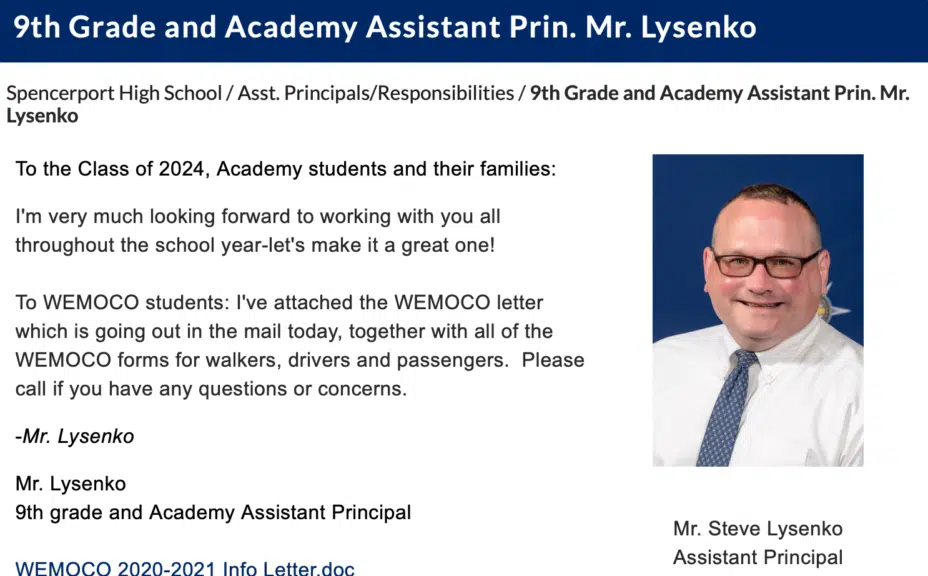 9th Grade and Academy Assistant Prin. Mr. Lysenko
Spencerport High School / Asst. Principals/Responsibilities / 9th Grade and Academy Assistant Prin. Mr.
Lysenko
To the Class of 2024, Academy students and their families:
I'm very much looking forward to working with you all
throughout the school year-let's make it a great one!
To WEMOCO students: I've attached the WEMOCO letter
which is going out in the mail today, together with all of the
WEMOCO forms for walkers, drivers and passengers.  Please
call if you have any questions or concerns.
-Mr. Lysenko
Mr. Lysenko
9th grade and Academy Assistant Principal
WEMOCO 2020-2021 Info Letter.doc
Mr. Steve Lysenko
Assistant Principal